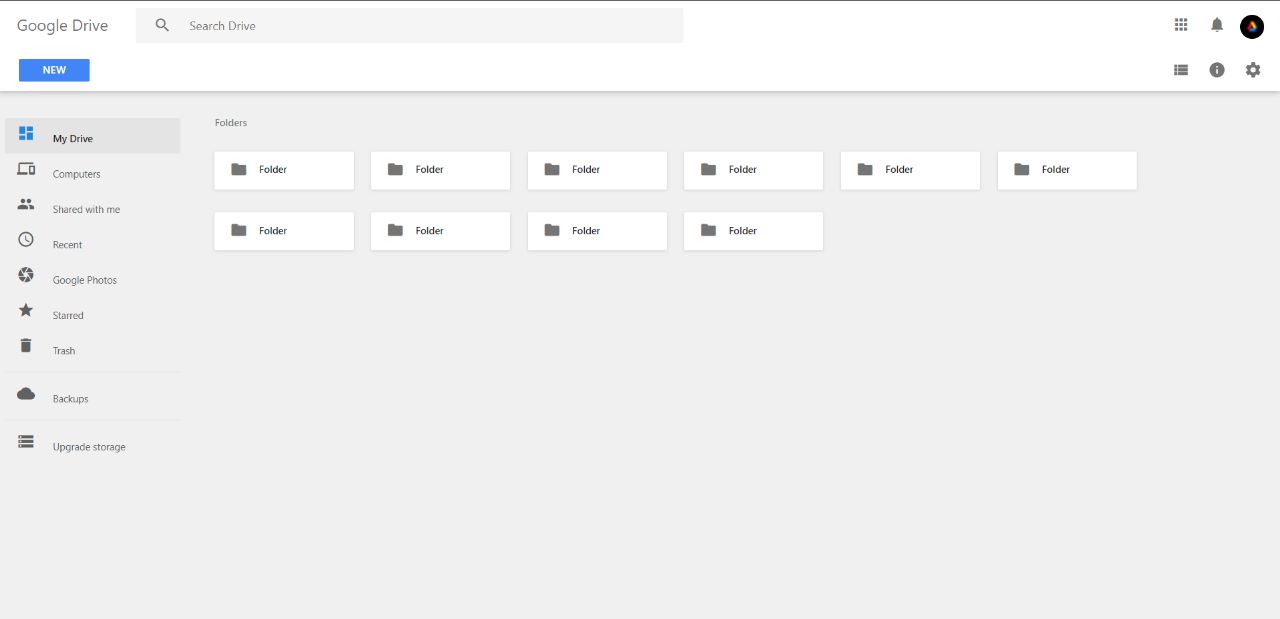 Google Drive
Search Drive
NEW
My Drive
Computers
Shared with me
Recent
Google Photos
Starred
Trash
Backups
Upgrade storage
Folders
Folder Folder Folder Folder Folder Folder
Folder Folder Folder Folder